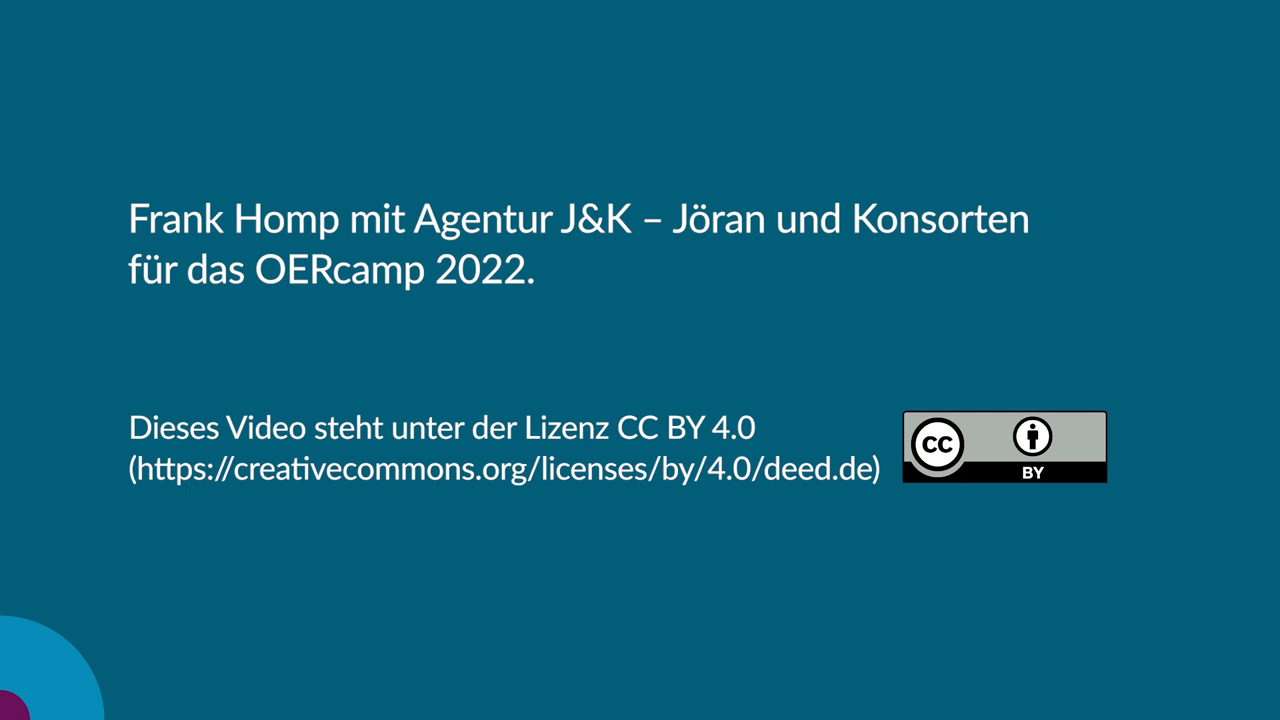 Frank Homp mit Agentur J&K – Jöran und Konsorten
für das OERcamp 2022.
Dieses Video steht unter der Lizenz CC BY 4.0
(https://creativecommons.org/licenses/by/4.0/deed.de)
CC
BY